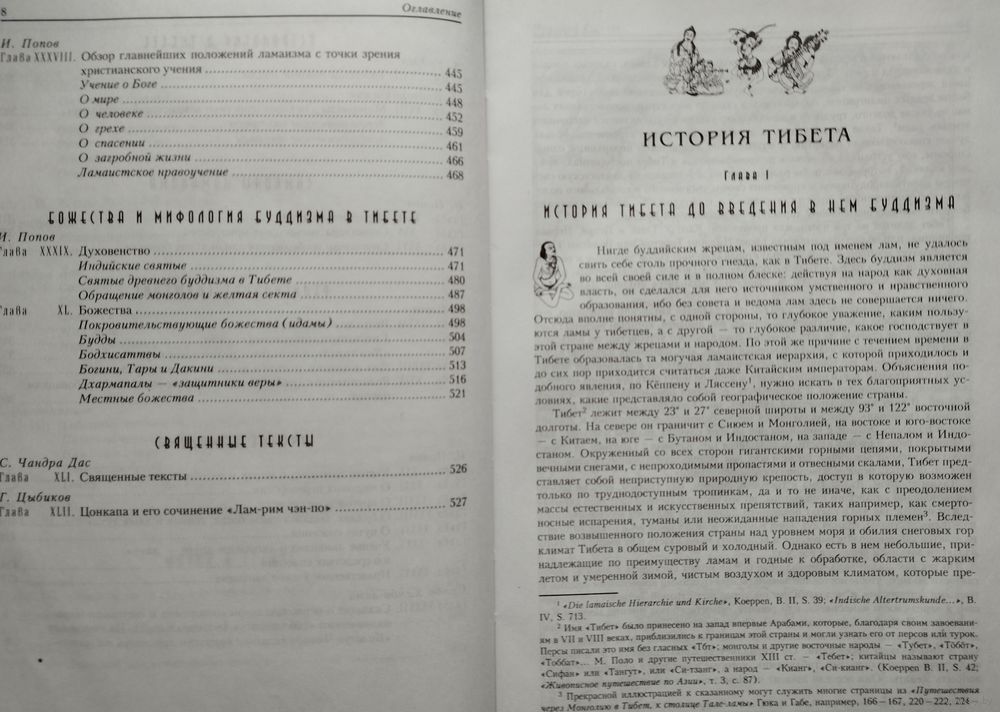 8
Оглавление
И. Попов
Глава XXXVIII. Обзор главнейших положений ламаизма с точки зрения
христианского учения 445
Учение о Боге 445
О мире 448
О человеке 452
О грехе 459
О спасении 461
О загробной жизни 466
Ламаистское нравоучение 468
БОЖЕСТВА И МИФОЛОГИЯ БУДДИЗМА В ТИБЕТЕ
И. Попов
Глава XXXIX. Духовенство 471
Индийские святые 471
Святые древнего буддизма в Тибете 480
Обращение монголов и желтая секта 487
Глава XL. Божества 498
Покровительствующие божества (идамы) 498
Будды 504
Бодхисаттвы 507
Богини, Тары и Дакини 513
Дхармапалы — «защитники веры» 516
Местные божества 521
СВЯЩЕННЫЕ ТЕКСТЫ
С. Чандра Дас
Глава XLI. Священные тексты 526
Г. Цыбиков
Глава XLII. Цонкапа и его сочинение «Лам-рим чэн-по» 527
ИСТОРИЯ ТИБЕТА
Глава I
ИСТОРИЯ ТИБЕТА ДО ВВЕДЕНИЯ В НЕМ БУДДИЗМА
Нигде буддийским жрецам, известным под именем лам, не удалось
свить себе столь прочного гнезда, как в Тибете. Здесь буддизм является
во всей своей силе и в полном блеске: действуя на народ как духовная
власть, он сделался для него источником умственного и нравственного
образования, ибо без совета и ведома лам здесь не совершается ничего.
Отсюда вполне понятны, с одной стороны, то глубокое уважение, каким пользу-
ются ламы у тибетцев, а с другой — то глубокое различие, какое господствует в
этой стране между жрецами и народом. По этой же причине с течением времени в
Тибете образовалась та могучая ламаистская иерархия, с которой приходилось и
до сих пор приходится считаться даже Китайским императорам. Объяснения по-
добного явления, по Кёппену и Ляссену¹, нужно искать в тех благоприятных ус-
ловиях, какие представляло собой географическое положение страны.
Тибет² лежит между 23° и 27° северной широты и между 93° и 122° восточной
долготы. На севере он граничит с Сиюем и Монголией, на востоке и юго-востоке
— с Китаем, на юге — с Бутаном и Индостаном, на западе — с Непалом и Индо-
станом. Окруженный со всех сторон гигантскими горными цепями, покрытыми
вечными снегами, с непроходимыми пропастями и отвесными скалами, Тибет пред-
ставляет собой неприступную природную крепость, доступ в которую возможен
только по труднодоступным тропинкам, да и то не иначе, как с преодолением
массы естественных и искусственных препятствий, таких например, как смерто-
носные испарения, туманы или неожиданные нападения горных племен³. Вслед-
ствие возвышенного положения страны над уровнем моря и обилия снеговых гор
климат Тибета в общем суровый и холодный. Однако есть в нем небольшие, при-
надлежащие по преимуществу ламам и годные к обработке, области с жарким
летом и умеренной зимой, чистым воздухом и здоровым климатом, которые пре-
¹ «Die lamaische Hierarchie und Kirche», Koeppen, B. II, S. 39; «Indische Altertrumskunde...», B.
IV, S. 713.
² Имя «Тибет» было принесено на запад впервые Арабами, которые, благодаря своим завоевани-
ям в VII и VIII веках, приблизились к границам этой страны и могли узнать его от персов или турок.
Персы писали это имя без гласных «Тбт»; монголы и другие восточные народы — «Тубет», «Тöббт»,
«Тоббат»... М. Поло и другие путешественники XIII ст. — «Тебет»; китайцы называют страну
«Сифан» или «Тангут», или «Си-тзанг», а народ — «Кианг», «Си-кианг». (Koeppen B. II, S. 42;
«Живописное путешествие по Азии», т. 3, с. 87).
³ Прекрасной иллюстрацией к сказанному могут служить многие страницы из «Путешествия
через Монголию в Тибет, к столице Тале-ламы» Гюка и Габе, например, 166—167, 220—222, 224-